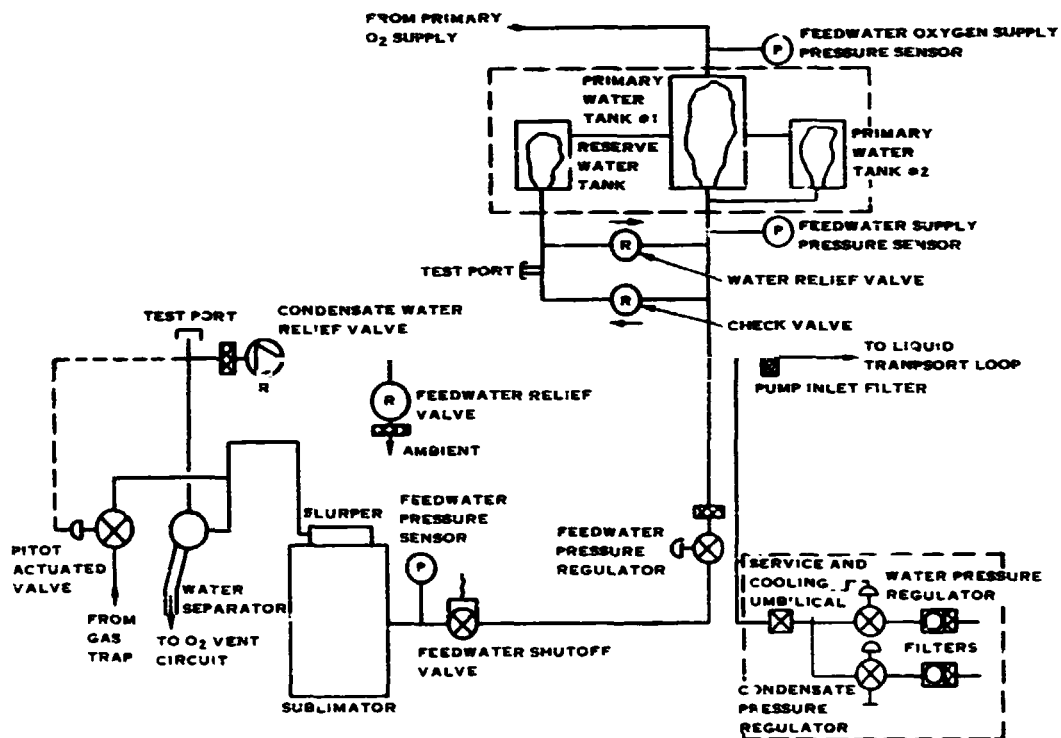 FROM PRIMARY
O2 SUPPLY
P
FEEDWATER OXYGEN SUPPLY
PRESSURE SENSOR
PRIMARY
WATER
TANK #1
RESERVE
WATER
TANK
PRIMARY
WATER
TANK #2
P
FEEDWATER SUPPLY
PRESSURE SENSOR
R
TEST PORT
WATER RELIEF VALVE
R
CHECK VALVE
TEST PORT
CONDENSATE WATER
RELIEF VALVE
R
R
FEEDWATER RELIEF
VALVE
AMBIENT
TO LIQUID
TRANPSORT LOOP
PUMP INLET FILTER
SLURPER
FEEDWATER
PRESSURE
SENSOR
P
FEEDWATER
PRESSURE
REGULATOR
PITOT
ACTUATED
VALVE
WATER
SEPARATOR
FROM
GAS
TRAP
TO O2 VENT
CIRCUIT
FEEDWATER SHUTOFF
VALVE
SUBLIMATOR
SERVICE AND
COOLING
UMBILICAL
WATER PRESSURE
REGULATOR
FILTERS
CONDENSATE
PRESSURE
REGULATOR